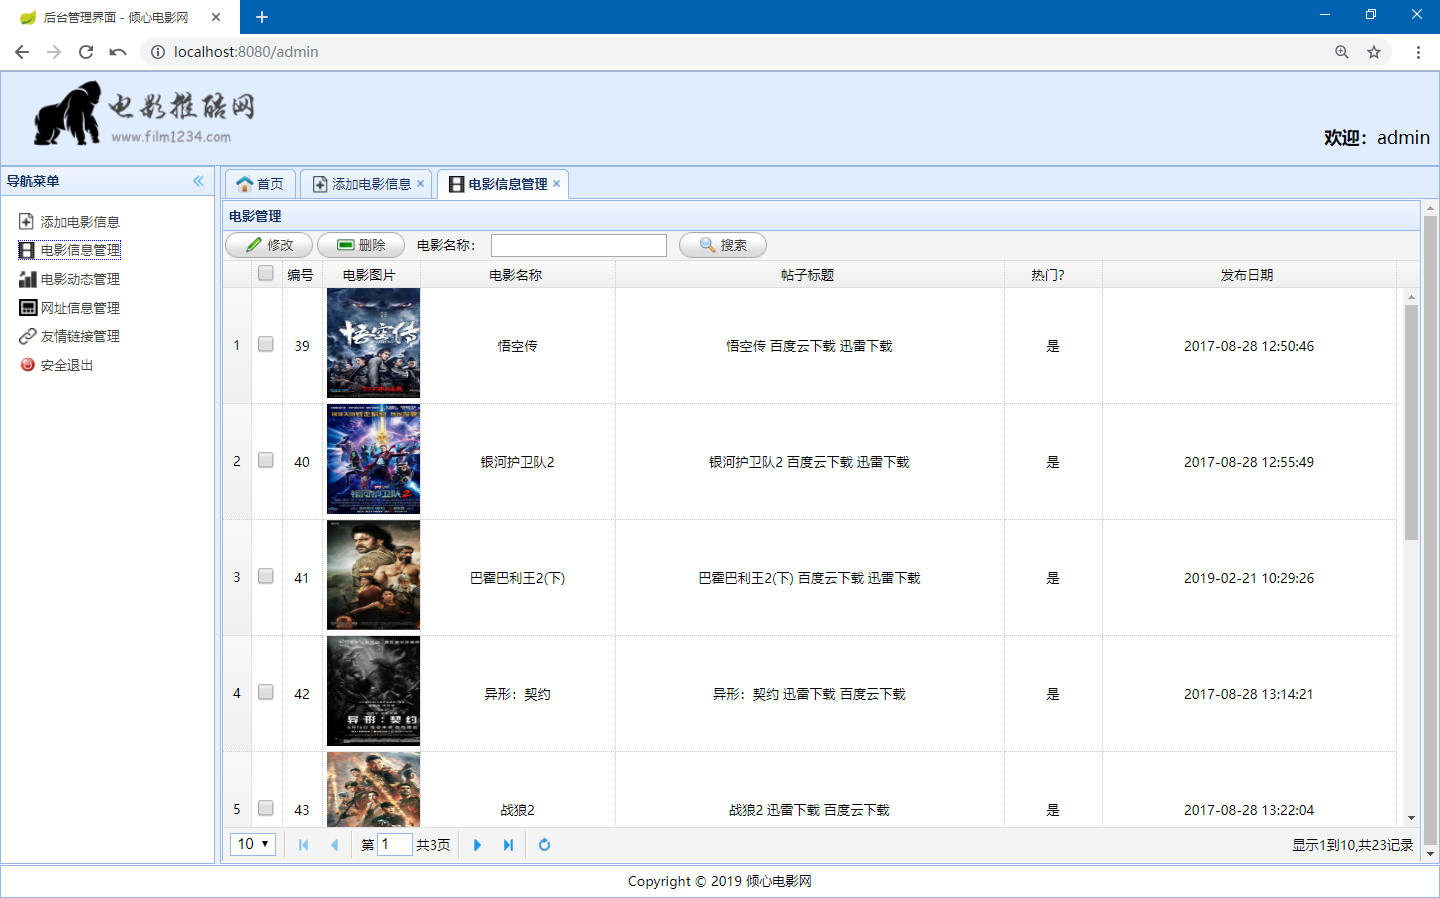 后台管理界面 - 倾心电影网
localhost:8080/admin
电影推酷网
www.film1234.com
欢迎：admin
导航菜单
添加电影信息
电影信息管理
电影动态管理
网址信息管理
友情链接管理
安全退出
首页 添加电影信息 电影信息管理
电影管理
修改 删除 电影名称： 搜索
编号 电影图片 电影名称 帖子标题 热门？ 发布日期
悟空传
1 39 悟空传 悟空传 百度云下载 迅雷下载 是 2017-08-28 12:50:46
银河护卫队2
2 40 银河护卫队2 银河护卫队2 百度云下载 迅雷下载 是 2017-08-28 12:55:49
3 41 巴霍巴利王2(下) 巴霍巴利王2(下) 百度云下载 迅雷下载 是 2019-02-21 10:29:26
异形：契约
4 42 异形：契约 异形：契约 迅雷下载 百度云下载 是 2017-08-28 13:14:21
5 43 战狼2 战狼2 迅雷下载 百度云下载 是 2017-08-28 13:22:04
10 第 1 共3页 显示1到10,共23记录
Copyright © 2019 倾心电影网